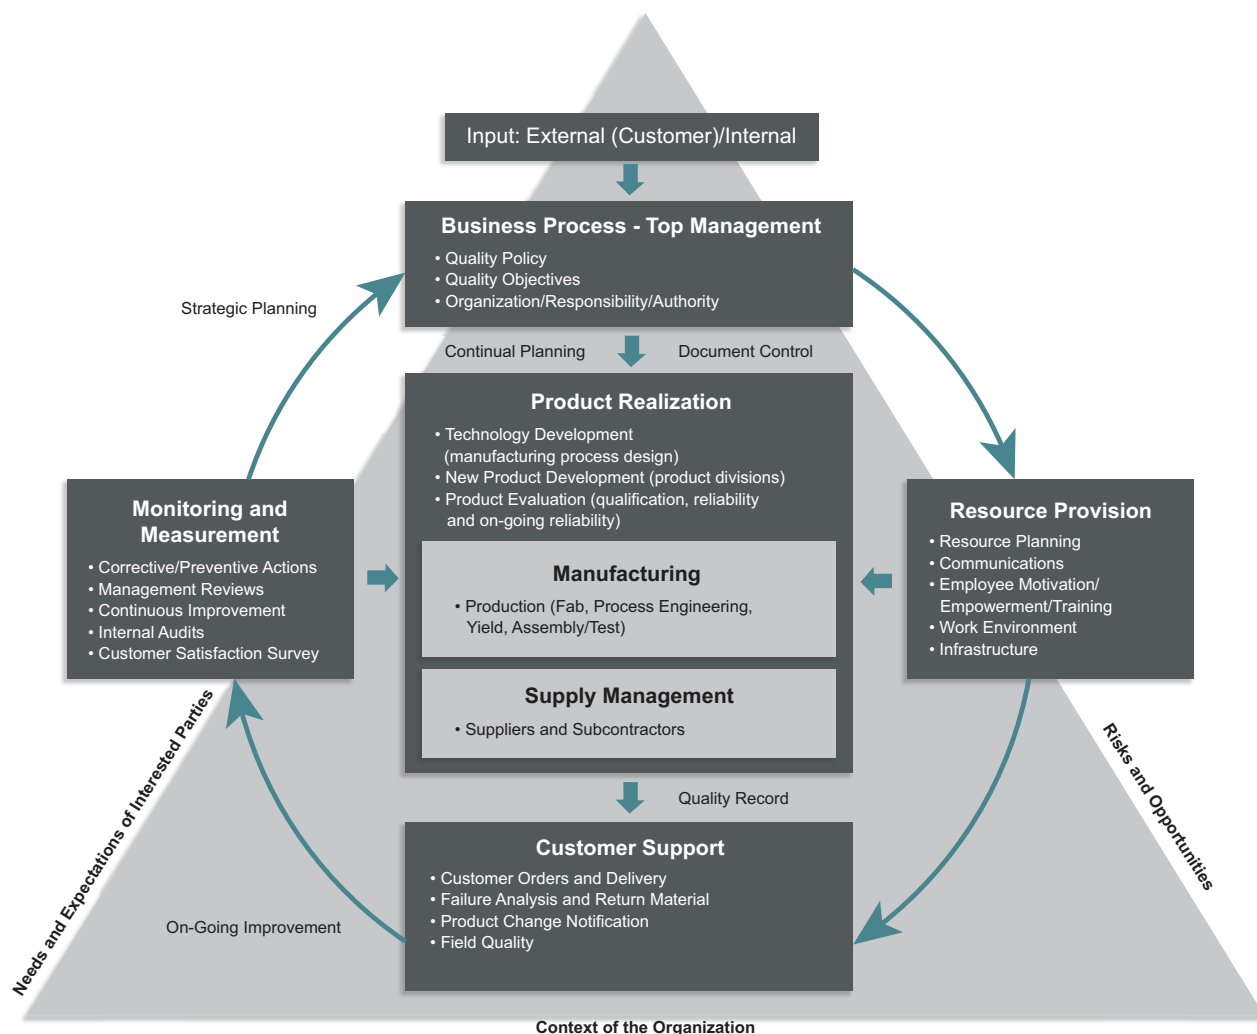 Input: External (Customer)/Internal
Business Process - Top Management
• Quality Policy
• Quality Objectives
• Organization/Responsibility/Authority
Strategic Planning
Continual Planning
Document Control
Product Realization
• Technology Development
(manufacturing process design)
• New Product Development (product divisions)
• Product Evaluation (qualification, reliability
and on-going reliability)
Manufacturing
• Production (Fab, Process Engineering,
Yield, Assembly/Test)
Supply Management
• Suppliers and Subcontractors
Monitoring and
Measurement
• Corrective/Preventive Actions
• Management Reviews
• Continuous Improvement
• Internal Audits
• Customer Satisfaction Survey
Resource Provision
• Resource Planning
• Communications
• Employee Motivation/
Empowerment/Training
• Work Environment
• Infrastructure
Quality Record
Customer Support
• Customer Orders and Delivery
• Failure Analysis and Return Material
• Product Change Notification
• Field Quality
On-Going Improvement
Needs and Expectations of Interested Parties
Risks and Opportunities
Context of the Organization